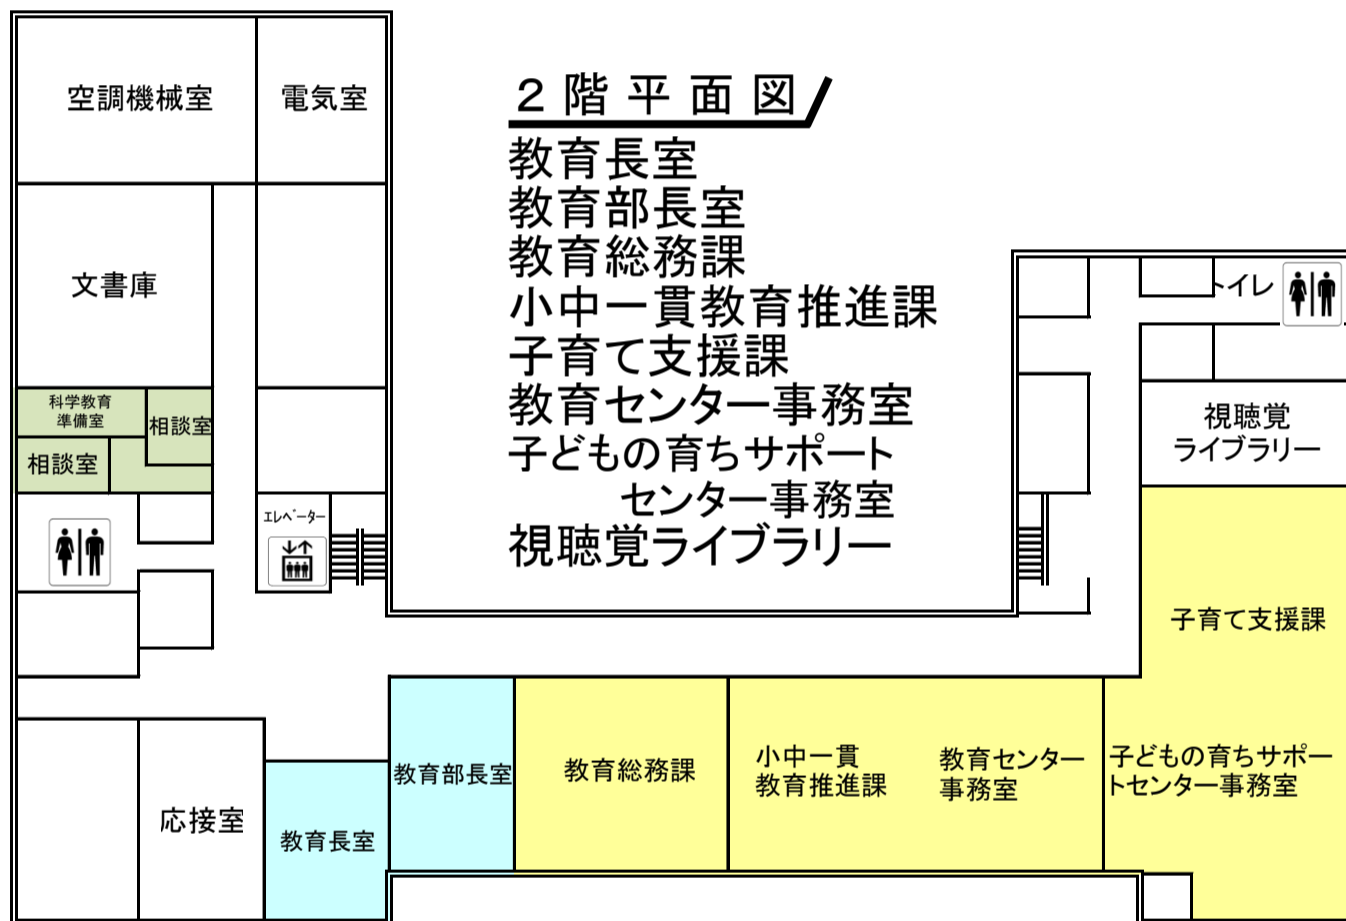 ２階平面図
教育長室
教育部長室
教育総務課
小中一貫教育推進課
子育て支援課
教育センター事務室
子どもの育ちサポート
センター事務室
視聴覚ライブラリー
空調機械室
電気室
文書庫
科学教育
準備室
相談室
相談室
エレベーター
トイレ
視聴覚
ライブラリー
子育て支援課
応接室
教育長室
教育部長室
教育総務課
小中一貫
教育推進課
教育センター
事務室
子どもの育ちサポー
トセンター事務室